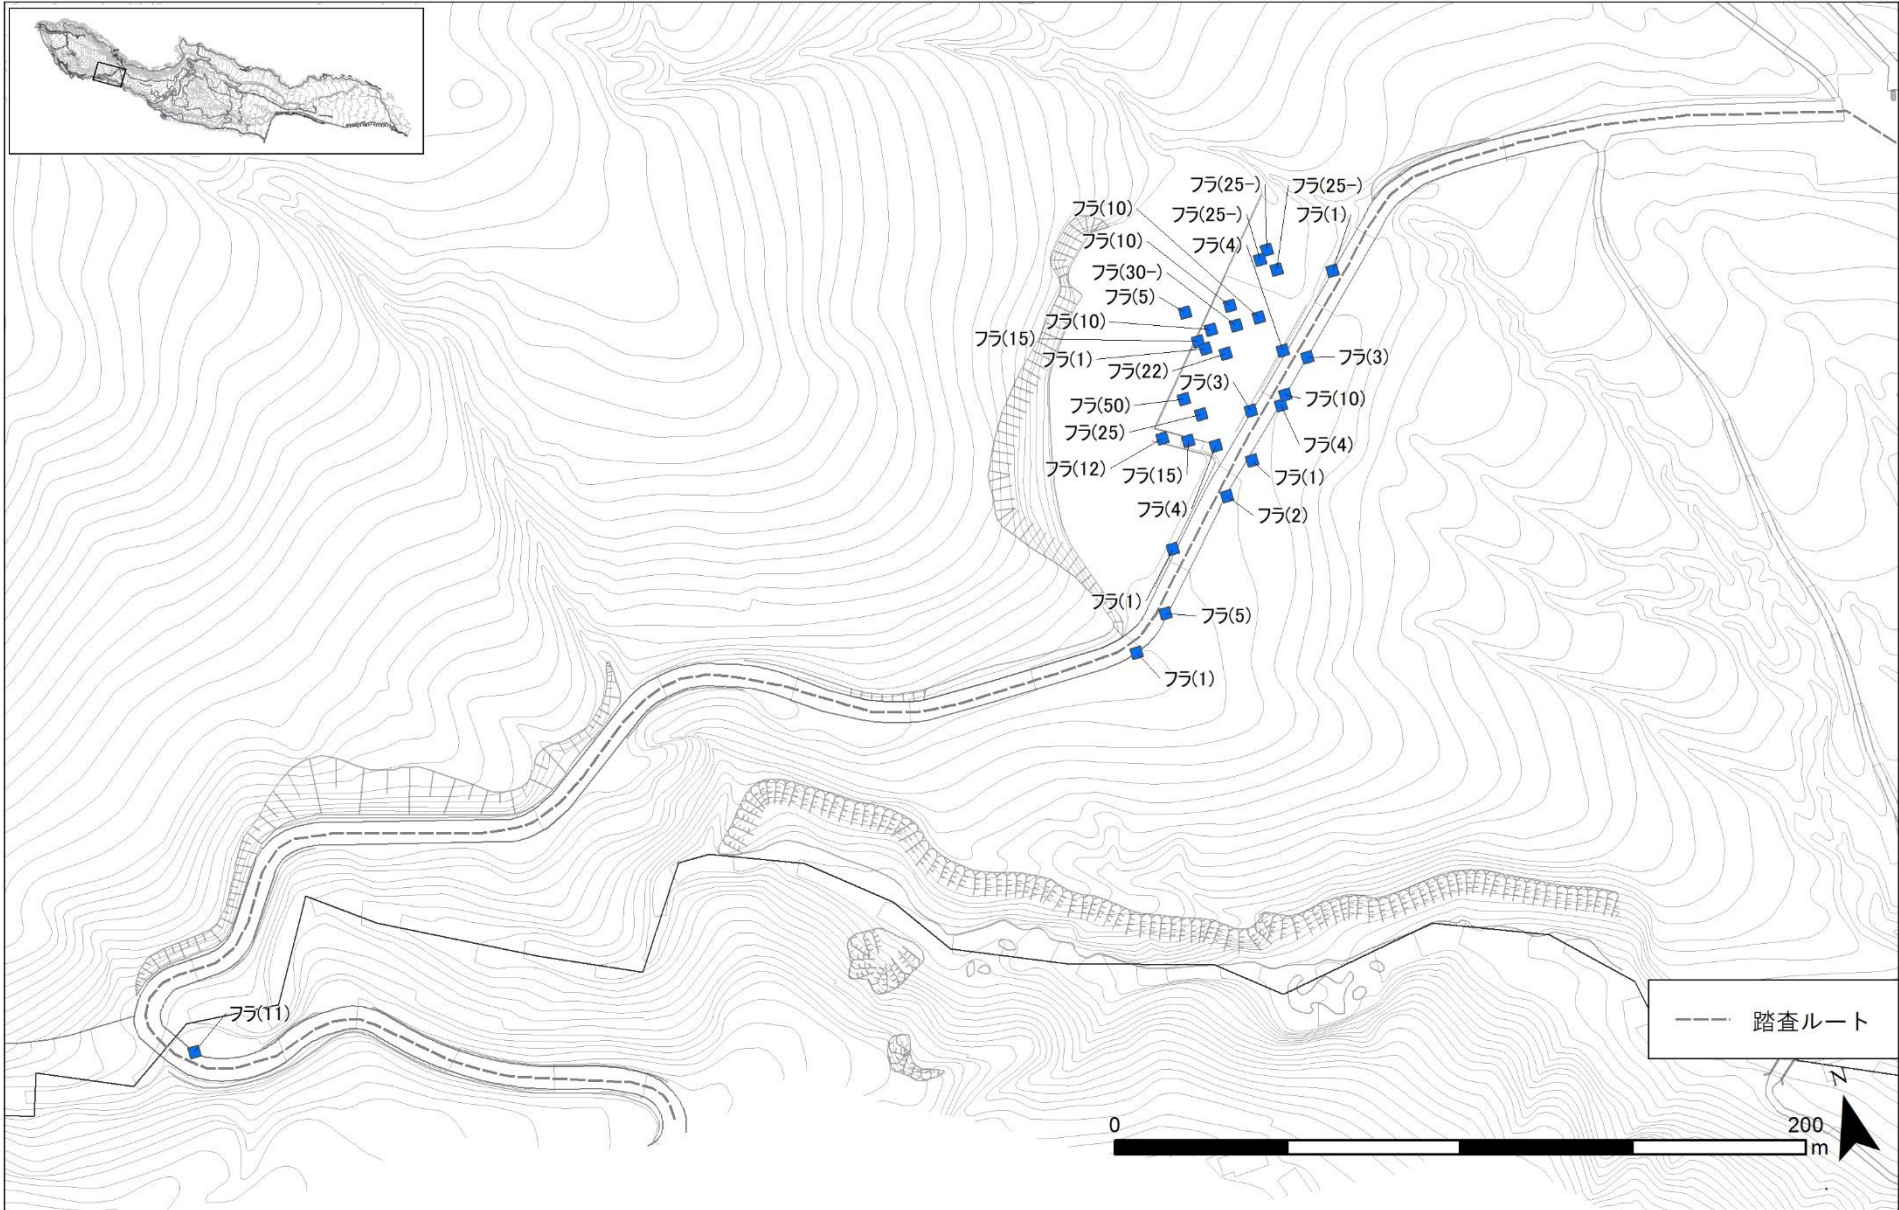 フラ(25-)
フラ(25-)
フラ(10)
フラ(25-)
フラ(1)
フラ(10)
フラ(4)
フラ(30-)
フラ(5)
フラ(10)
フラ(15)
フラ(1)
フラ(3)
フラ(22)
フラ(3)
フラ(50)
フラ(10)
フラ(25)
フラ(4)
フラ(12)
フラ(15)
フラ(1)
フラ(4)
フラ(2)
フラ(1)
フラ(5)
フラ(1)
フラ(11)
踏査ルート
N
0
200
m